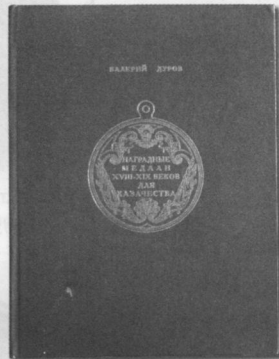 ВАЛЕРИЙ ДУРОВ
НАГРАДНЫЕ
МЕДАЛИ
XVIII-XIX ВЕКОВ
ДЛЯ
КАЗАЧЕСТВА